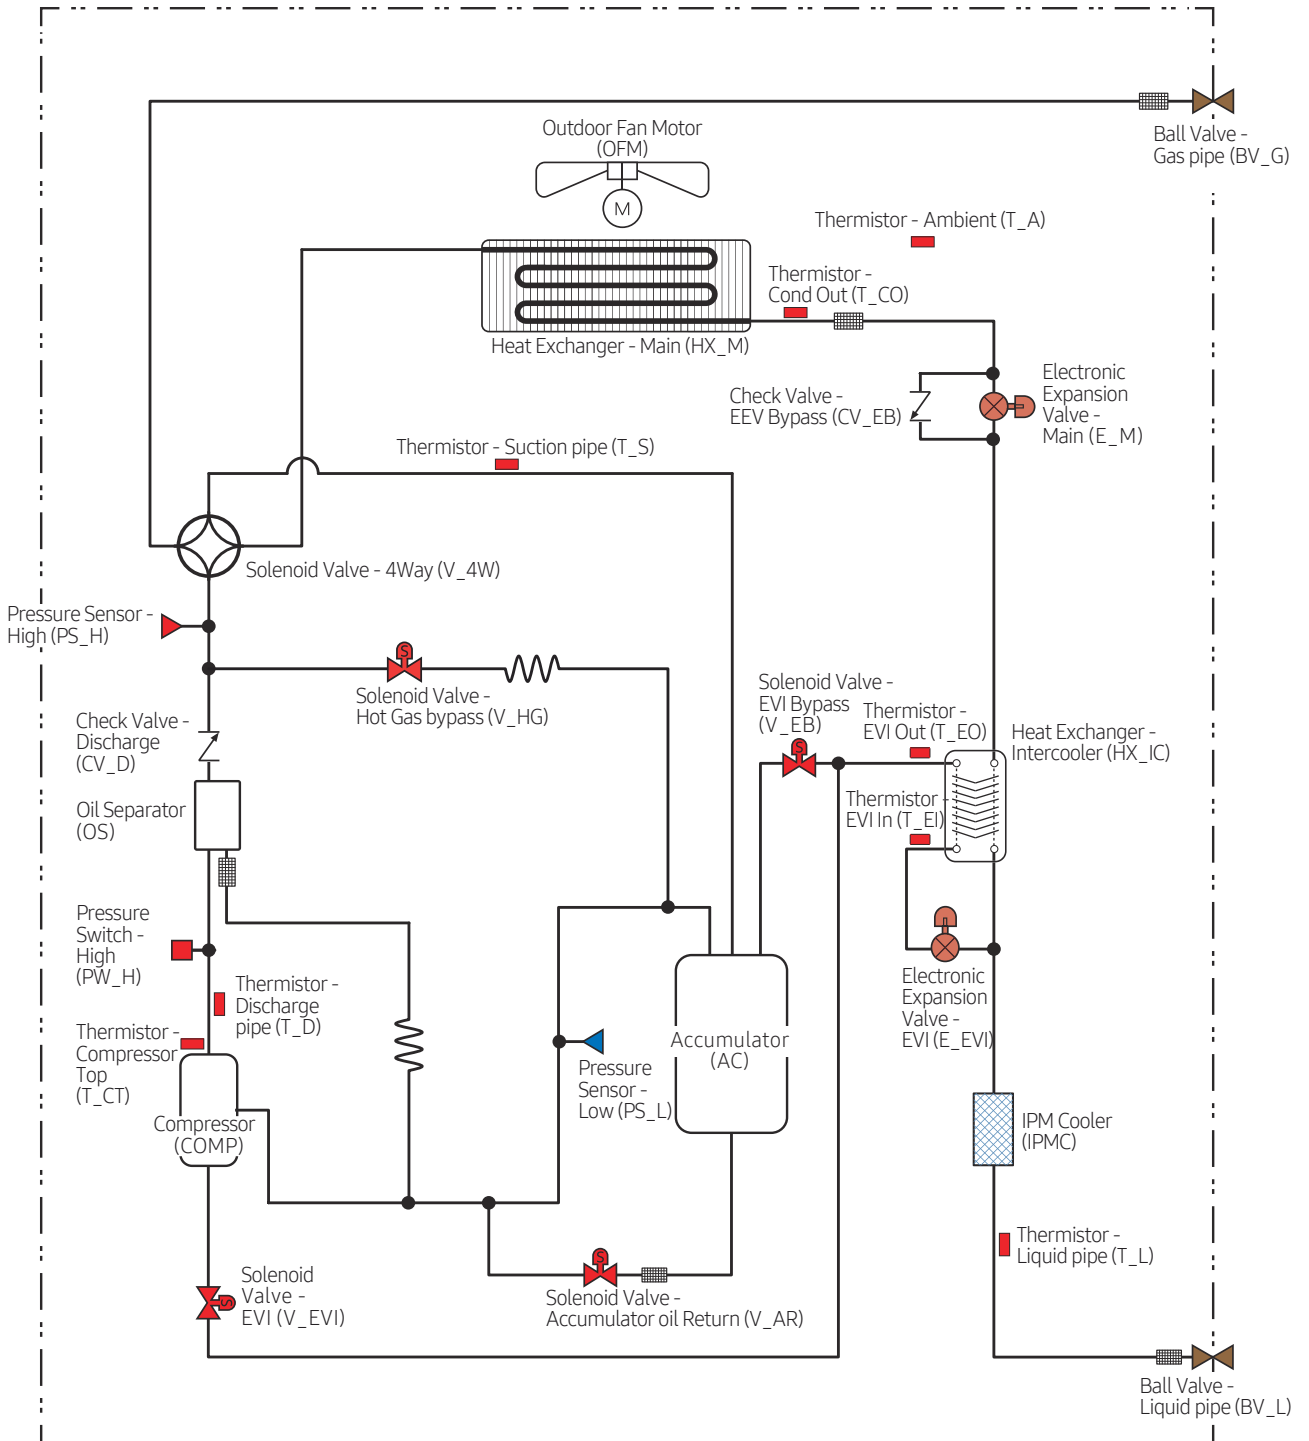 Ball Valve -
Gas pipe (BV_G)
Outdoor Fan Motor
(OFM)
M
Thermistor - Ambient (T_A)
Thermistor -
Cond Out (T_CO)
Heat Exchanger - Main (HX_M)
Check Valve -
EEV Bypass (CV_EB)
Electronic
Expansion
Valve -
Main (E_M)
Thermistor - Suction pipe (T_S)
Solenoid Valve - 4Way (V_4W)
Pressure Sensor -
High (PS_H)
S
Solenoid Valve -
Hot Gas bypass (V_HG)
Check Valve -
Discharge
(CV_D)
Solenoid Valve -
EVI Bypass
(V_EB)
S
Thermistor -
EVI Out (T_EO)
Heat Exchanger -
Intercooler (HX_IC)
Oil Separator
(OS)
Thermistor -
EVI In (T_EI)
Pressure
Switch -
High
(PW_H)
Thermistor -
Discharge
pipe (T_D)
Electronic
Expansion
Valve -
EVI (E_EVI)
Thermistor -
Compressor
Top
(T_CT)
Accumulator
(AC)
Pressure
Sensor -
Low (PS_L)
Compressor
(COMP)
IPM Cooler
(IPMC)
Thermistor -
Liquid pipe (T_L)
Solenoid
Valve -
EVI (V_EVI)
S
S
Solenoid Valve -
Accumulator oil Return (V_AR)
Ball Valve -
Liquid pipe (BV_L)